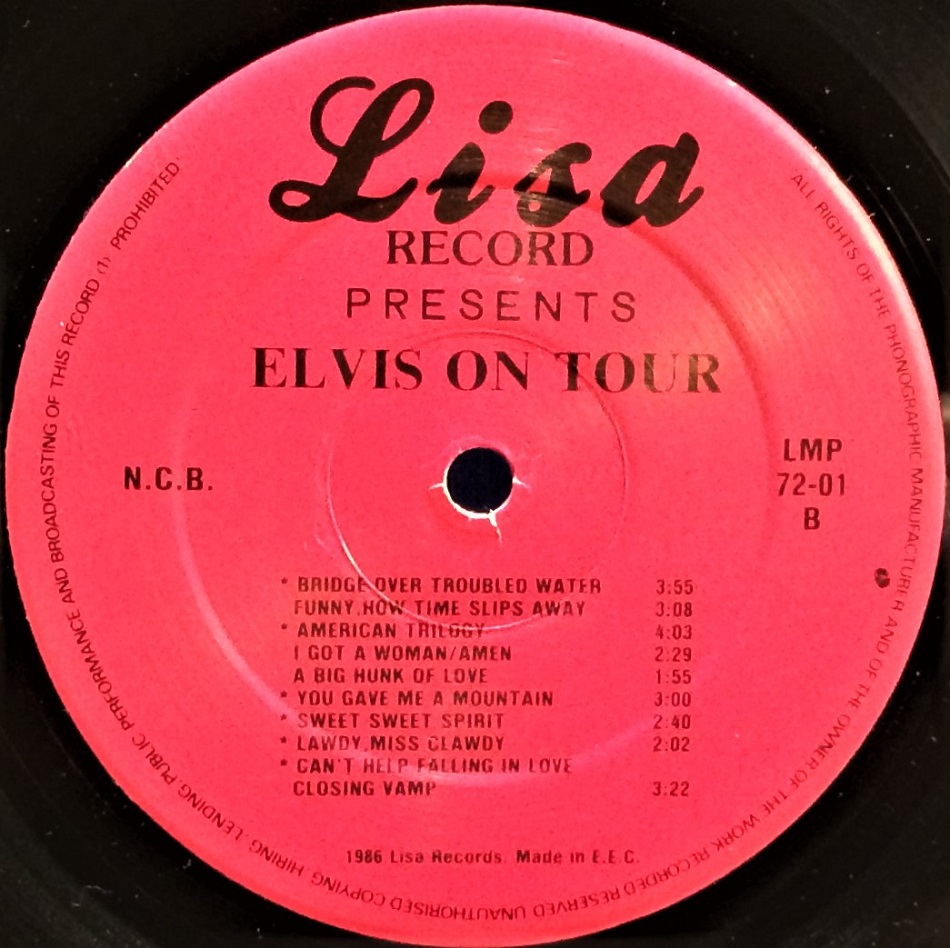 Lisa
RECORD
PRESENTS
ELVIS ON TOUR
N.C.B.
LMP
72-01
B
* BRIDGE OVER TROUBLED WATER 3:55
FUNNY, HOW TIME SLIPS AWAY 3:08
* AMERICAN TRILOGY 4:03
I GOT A WOMAN/AMEN 2:29
A BIG HUNK OF LOVE 1:55
* YOU GAVE ME A MOUNTAIN 3:00
* SWEET SWEET SPIRIT 2:40
* LAWDY, MISS CLAWDY 2:02
* CAN'T HELP FALLING IN LOVE
CLOSING VAMP 3:22
1986 Lisa Records. Made in E.E.C.
ALL RIGHTS OF THE PHONOGRAPHIC MANUFACTURER AND OF THE OWNER OF THE WORK RECORDED RESERVED UNAUTHORISED COPYING. HIRING. LENDING. PUBLIC PERFORMANCE AND BROADCASTING OF THIS RECORD (1) PROHIBITED